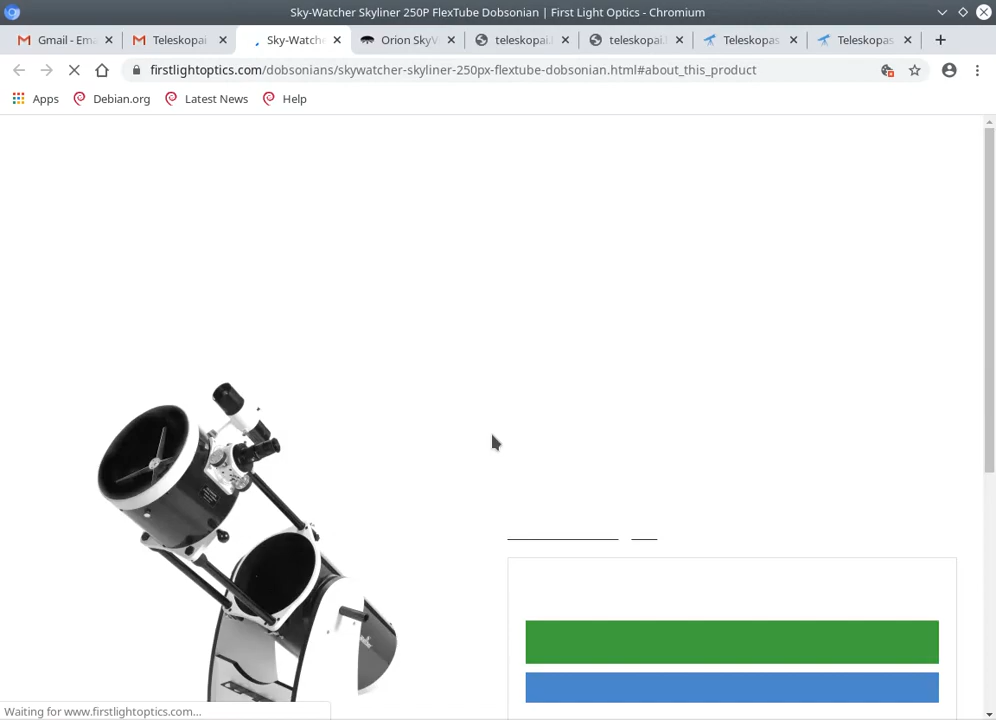 Sky-Watcher Skyliner 250P FlexTube Dobsonian | First Light Optics - Chromium
Gmail - Ema
Teleskopai
Sky-Watche
Orion SkyV
teleskopai.l
teleskopai.l
Teleskopas
Teleskopas
firstlightoptics.com/dobsonians/skywatcher-skyliner-250px-flextube-dobsonian.html#about_this_product
Apps
Debian.org
Latest News
Help
Waiting for www.firstlightoptics.com...